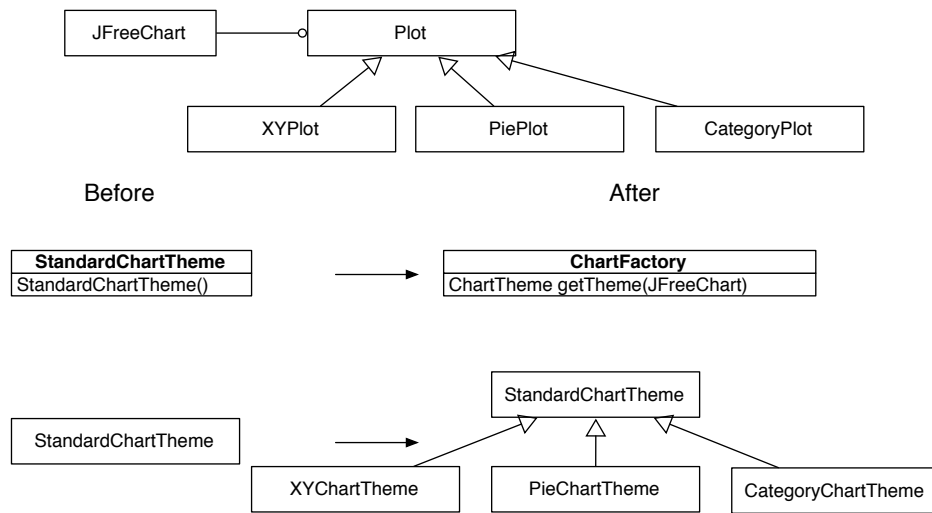 JFreeChart
Plot
XYPlot
PiePlot
CategoryPlot
Before
After
StandardChartTheme
StandardChartTheme()
ChartFactory
ChartTheme getTheme(JFreeChart)
StandardChartTheme
StandardChartTheme
XYChartTheme
PieChartTheme
CategoryChartTheme